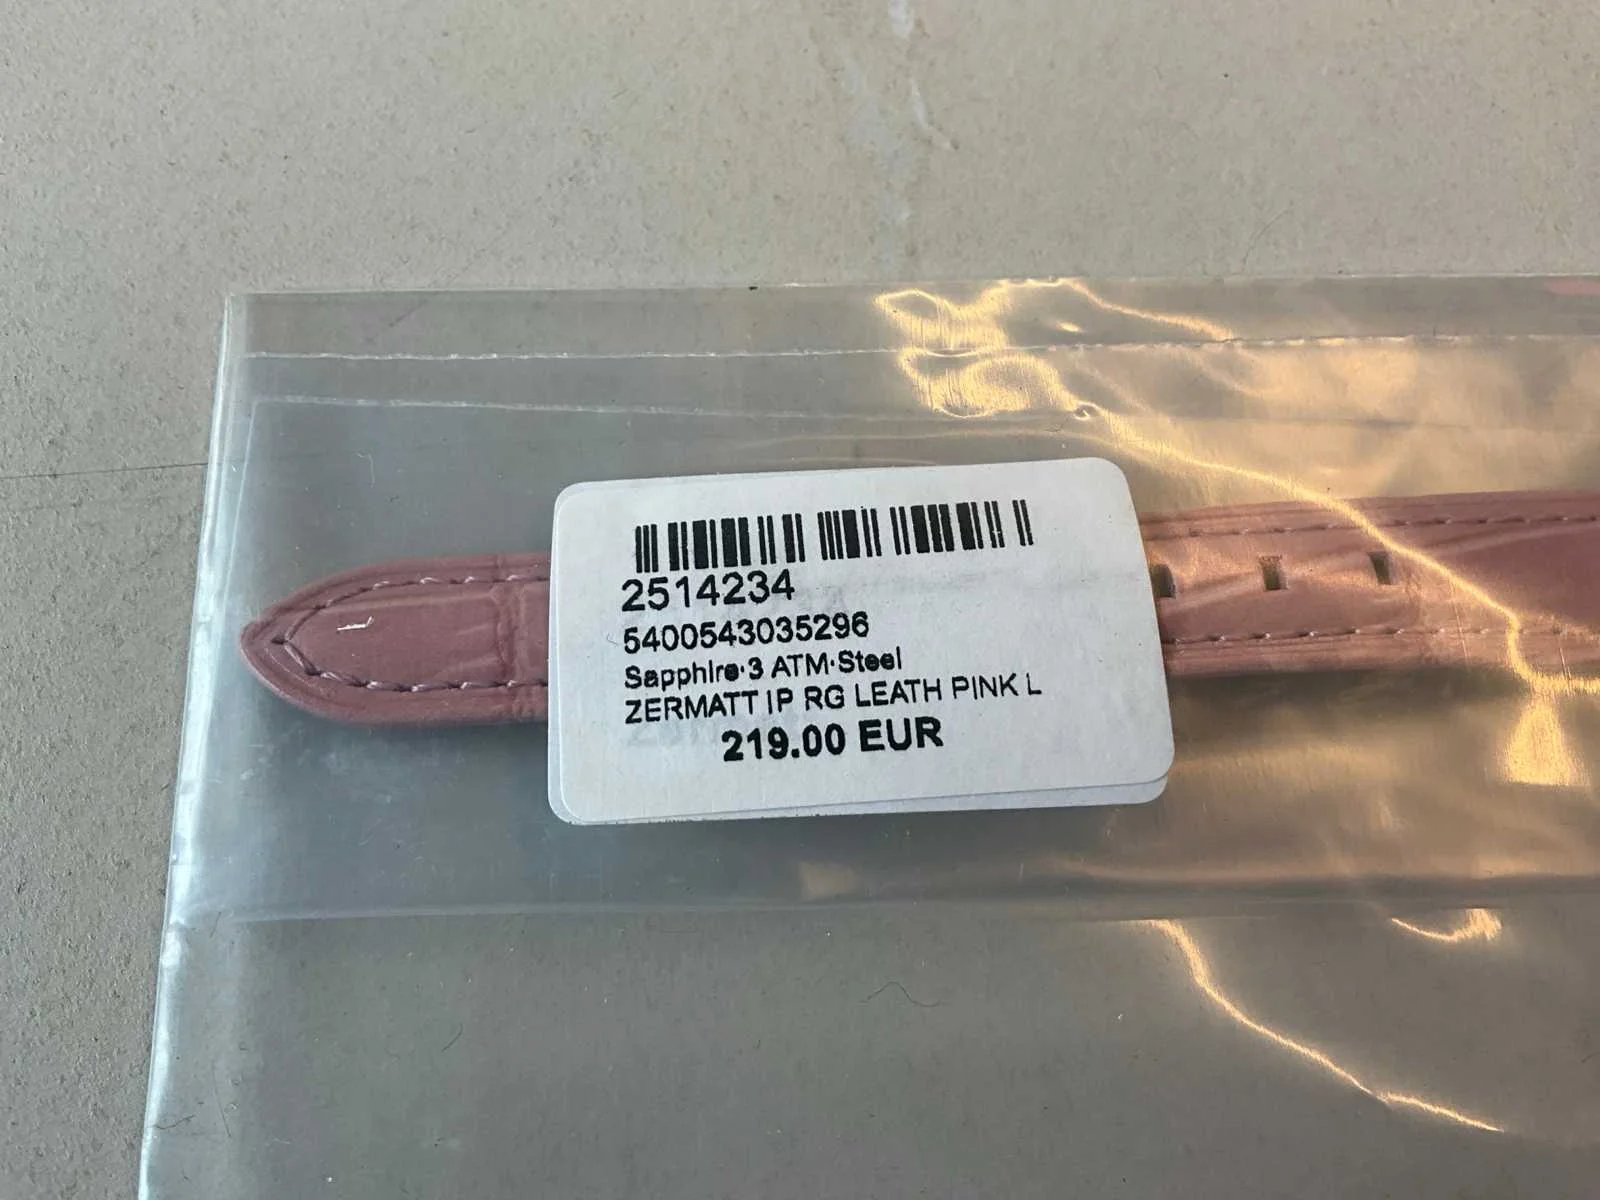 2514234
5400543035296
Sapphire·3 ATM·Steel
ZERMATT IP RG LEATH PINK L
219.00 EUR